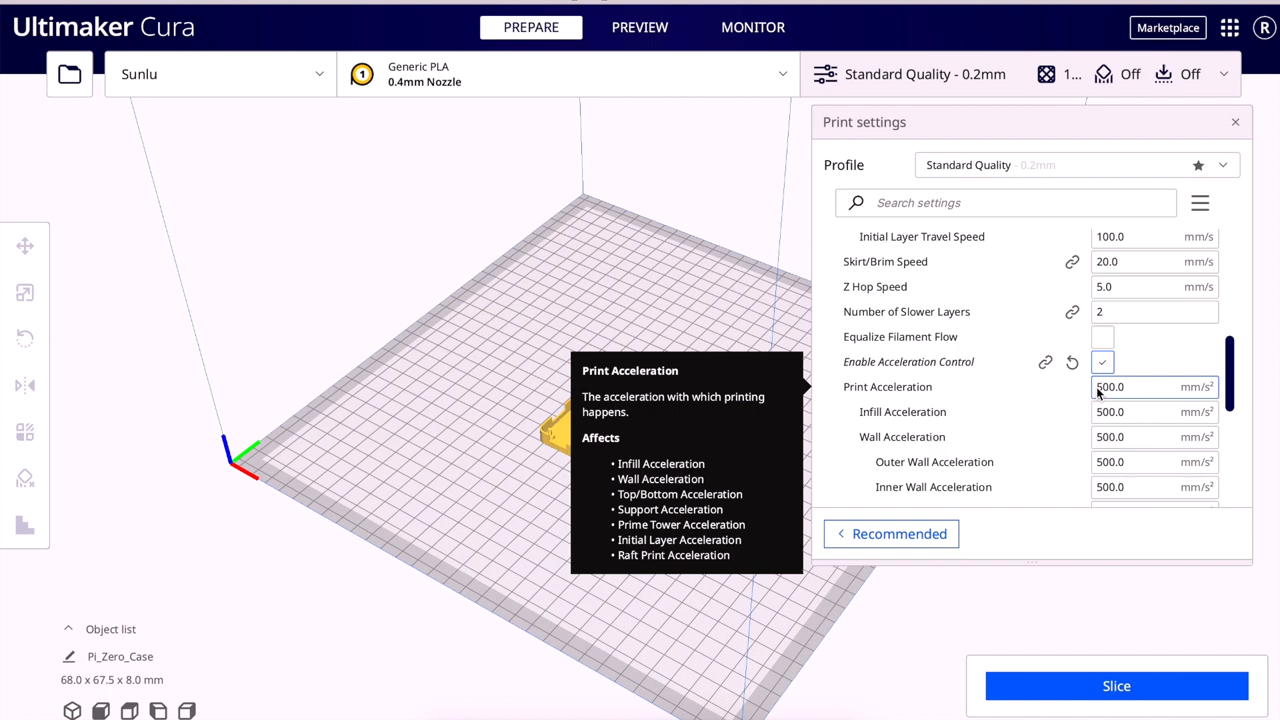 Ultimaker Cura
PREPARE
PREVIEW
MONITOR
Marketplace
R
Sunlu
1
Generic PLA
0.4mm Nozzle
Standard Quality - 0.2mm
1...
Off
Off
Print settings
Profile
Standard Quality - 0.2mm
Search settings
Initial Layer Travel Speed 100.0 mm/s
Skirt/Brim Speed 20.0 mm/s
Z Hop Speed 5.0 mm/s
Number of Slower Layers 2
Equalize Filament Flow
Enable Acceleration Control
Print Acceleration 500.0 mm/s²
Infill Acceleration 500.0 mm/s²
Wall Acceleration 500.0 mm/s²
Outer Wall Acceleration 500.0 mm/s²
Inner Wall Acceleration 500.0 mm/s²
Recommended
Print Acceleration
The acceleration with which printing
happens.
Affects
• Infill Acceleration
• Wall Acceleration
• Top/Bottom Acceleration
• Support Acceleration
• Prime Tower Acceleration
• Initial Layer Acceleration
• Raft Print Acceleration
Object list
Pi_Zero_Case
68.0 x 67.5 x 8.0 mm
Slice